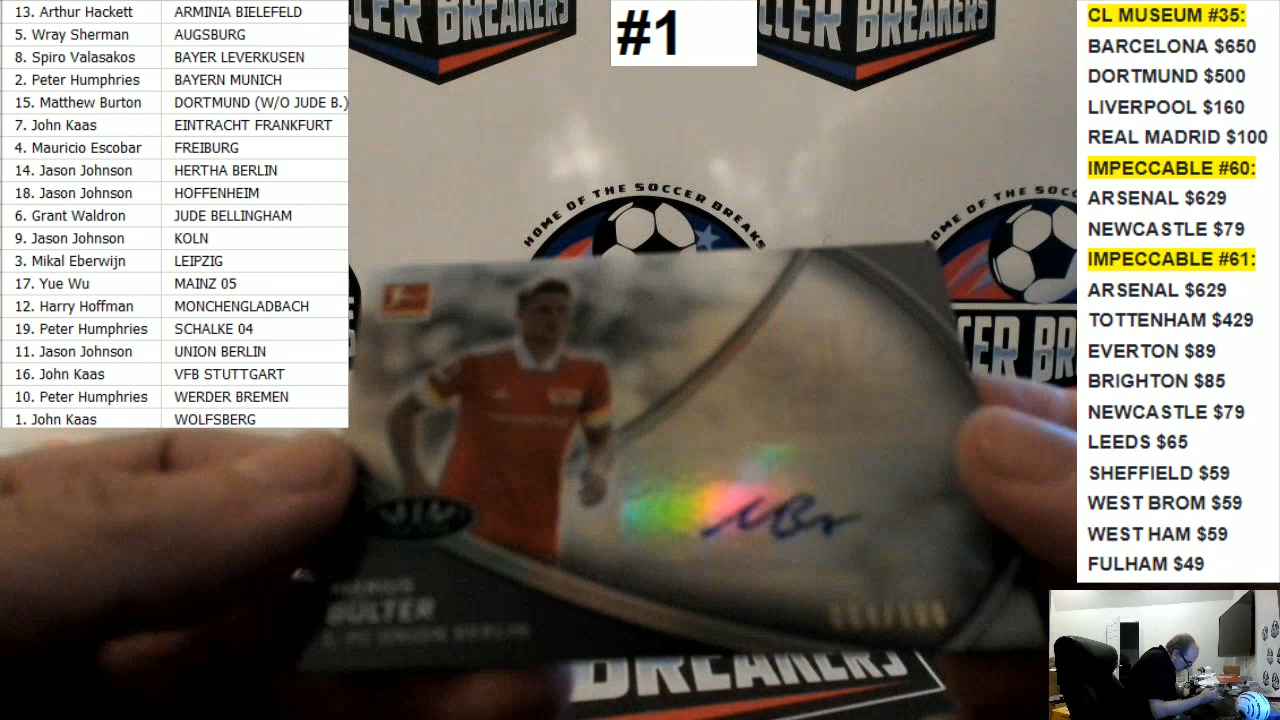 13. Arthur Hackett ARMINIA BIELEFELD
5. Wray Sherman AUGSBURG
8. Spiro Valasakos BAYER LEVERKUSEN
2. Peter Humphries BAYERN MUNICH
15. Matthew Burton DORTMUND (W/O JUDE B.)
7. John Kaas EINTRACHT FRANKFURT
4. Mauricio Escobar FREIBURG
14. Jason Johnson HERTHA BERLIN
18. Jason Johnson HOFFENHEIM
6. Grant Waldron JUDE BELLINGHAM
9. Jason Johnson KOLN
3. Mikal Eberwijn LEIPZIG
17. Yue Wu MAINZ 05
12. Harry Hoffman MONCHENGLADBACH
19. Peter Humphries SCHALKE 04
11. Jason Johnson UNION BERLIN
16. John Kaas VFB STUTTGART
10. Peter Humphries WERDER BREMEN
1. John Kaas WOLFSBERG
#1
BREAKERS
HOME OF THE SOCCER BREAKS
BÜLTER
UNION BERLIN
BREAKERS
CL MUSEUM #35:
BARCELONA $650
DORTMUND $500
LIVERPOOL $160
REAL MADRID $100
IMPECCABLE #60:
ARSENAL $629
NEWCASTLE $79
IMPECCABLE #61:
ARSENAL $629
TOTTENHAM $429
EVERTON $89
BRIGHTON $85
NEWCASTLE $79
LEEDS $65
SHEFFIELD $59
WEST BROM $59
WEST HAM $59
FULHAM $49